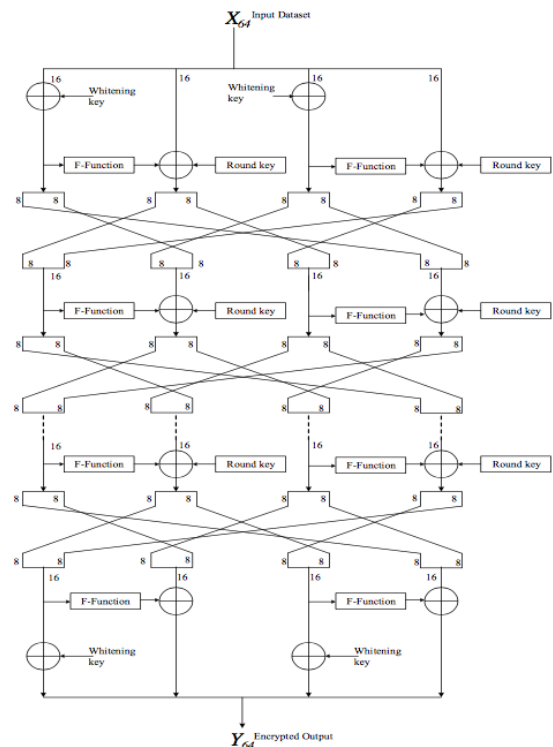 X64 Input Dataset
16 16 16 16
Whitening key Whitening key
F-Function Round key F-Function Round key
8 8 8 8 8 8 8 8
8 8 8 8 8 8 8 8
16 16 16 16
F-Function Round key F-Function Round key
8 8 8 8 8 8 8 8
8 8 8 8 8 8 8 8
16 16 16 16
F-Function Round key F-Function Round key
8 8 8 8 8 8 8 8
8 8 8 8 8 8 8 8
16 16 16 16
F-Function F-Function
Whitening key Whitening key
Y64 Encrypted Output